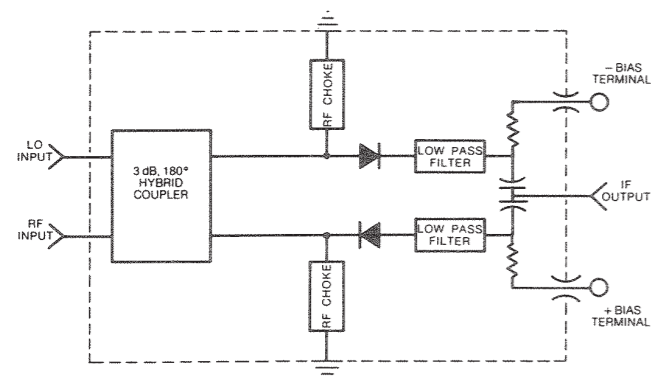 RF CHOKE
– BIAS
TERMINAL
LO
INPUT
3 dB, 180°
HYBRID
COUPLER
LOW PASS
FILTER
IF
OUTPUT
RF
INPUT
LOW PASS
FILTER
RF CHOKE
+ BIAS
TERMINAL